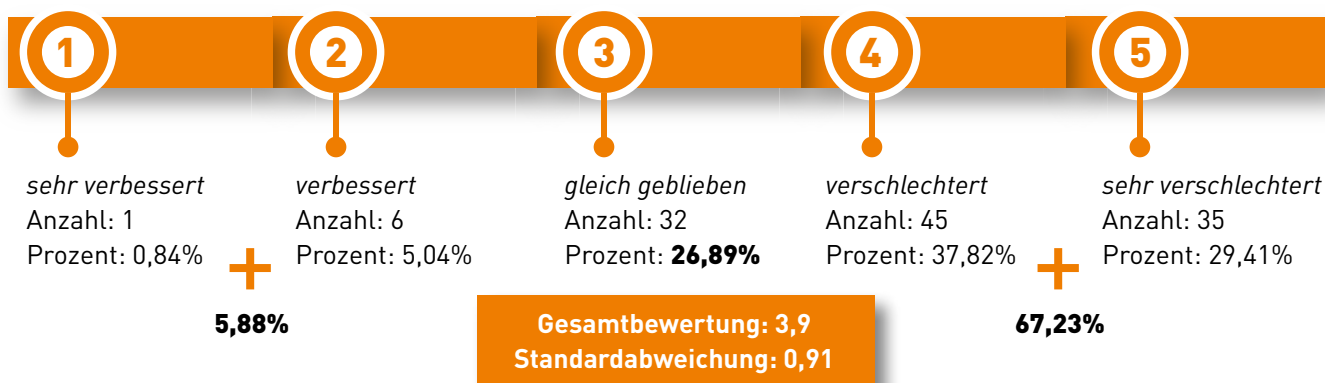 1
2
3
4
5
sehr verbessert
Anzahl: 1
Prozent: 0,84%
verbessert
Anzahl: 6
Prozent: 5,04%
gleich geblieben
Anzahl: 32
Prozent: 26,89%
verschlechtert
Anzahl: 45
Prozent: 37,82%
sehr verschlechtert
Anzahl: 35
Prozent: 29,41%
+
5,88%
+
67,23%
Gesamtbewertung: 3,9
Standardabweichung: 0,91